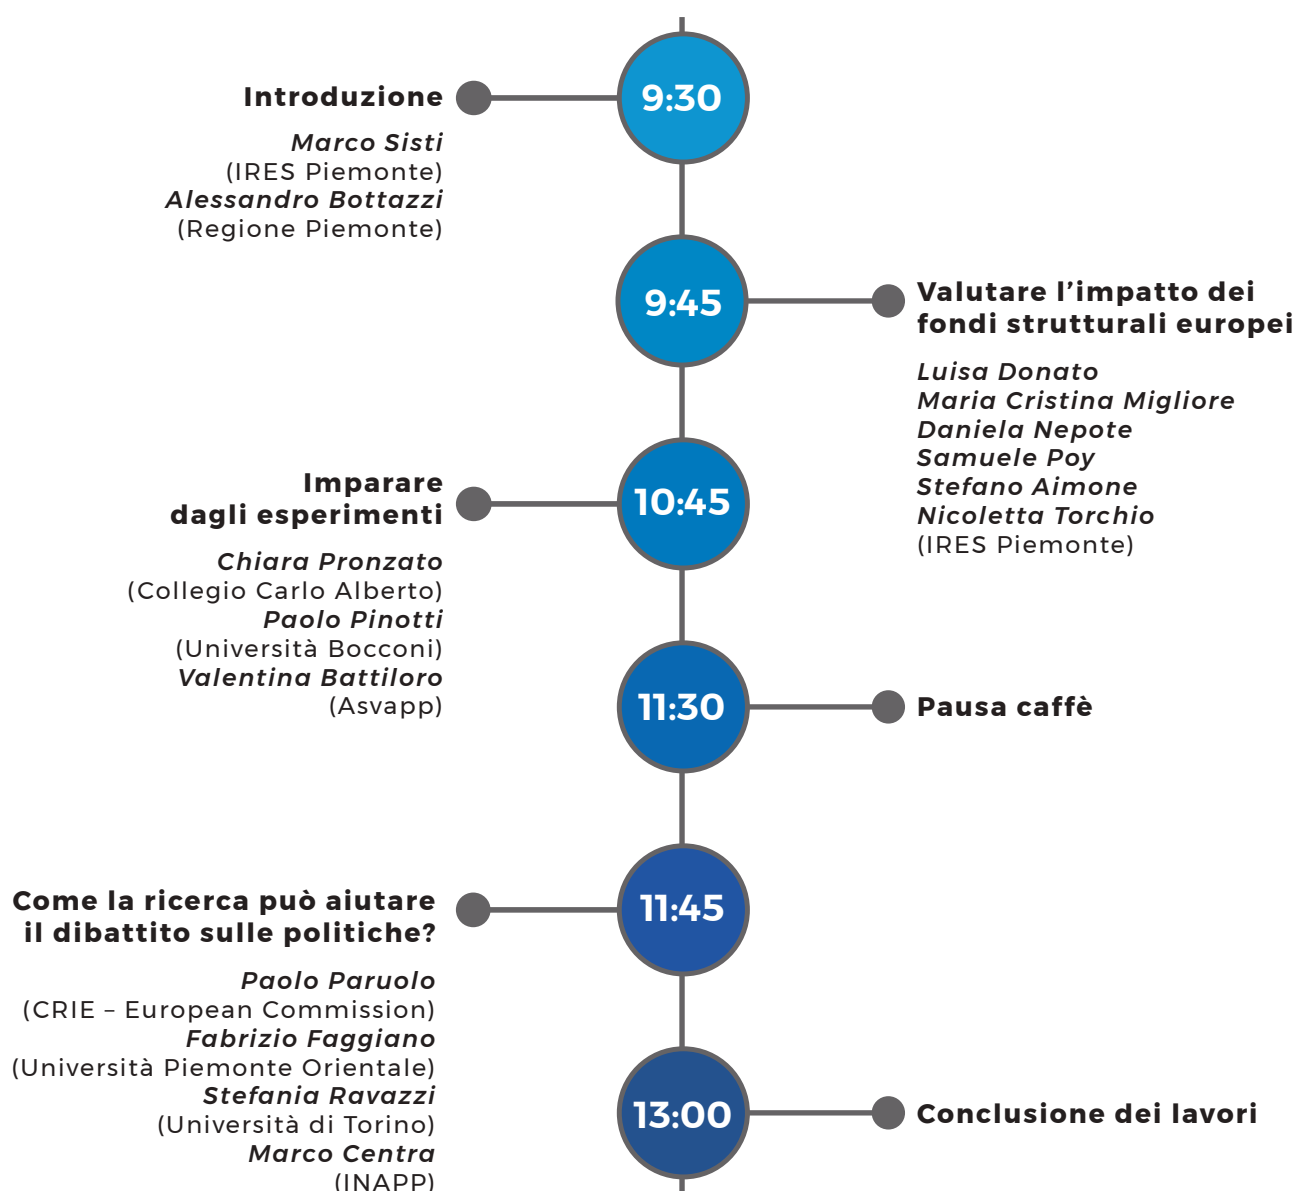 9:30
Introduzione
Marco Sisti
(IRES Piemonte)
Alessandro Bottazzi
(Regione Piemonte)
9:45
Valutare l’impatto dei
fondi strutturali europei
Luisa Donato
Maria Cristina Migliore
Daniela Nepote
Samuele Poy
Stefano Aimone
Nicoletta Torchio
(IRES Piemonte)
10:45
Imparare
dagli esperimenti
Chiara Pronzato
(Collegio Carlo Alberto)
Paolo Pinotti
(Università Bocconi)
Valentina Battiloro
(Asvapp)
11:30
Pausa caffè
11:45
Come la ricerca può aiutare
il dibattito sulle politiche?
Paolo Paruolo
(CRIE – European Commission)
Fabrizio Faggiano
(Università Piemonte Orientale)
Stefania Ravazzi
(Università di Torino)
Marco Centra
(INAPP)
13:00
Conclusione dei lavori